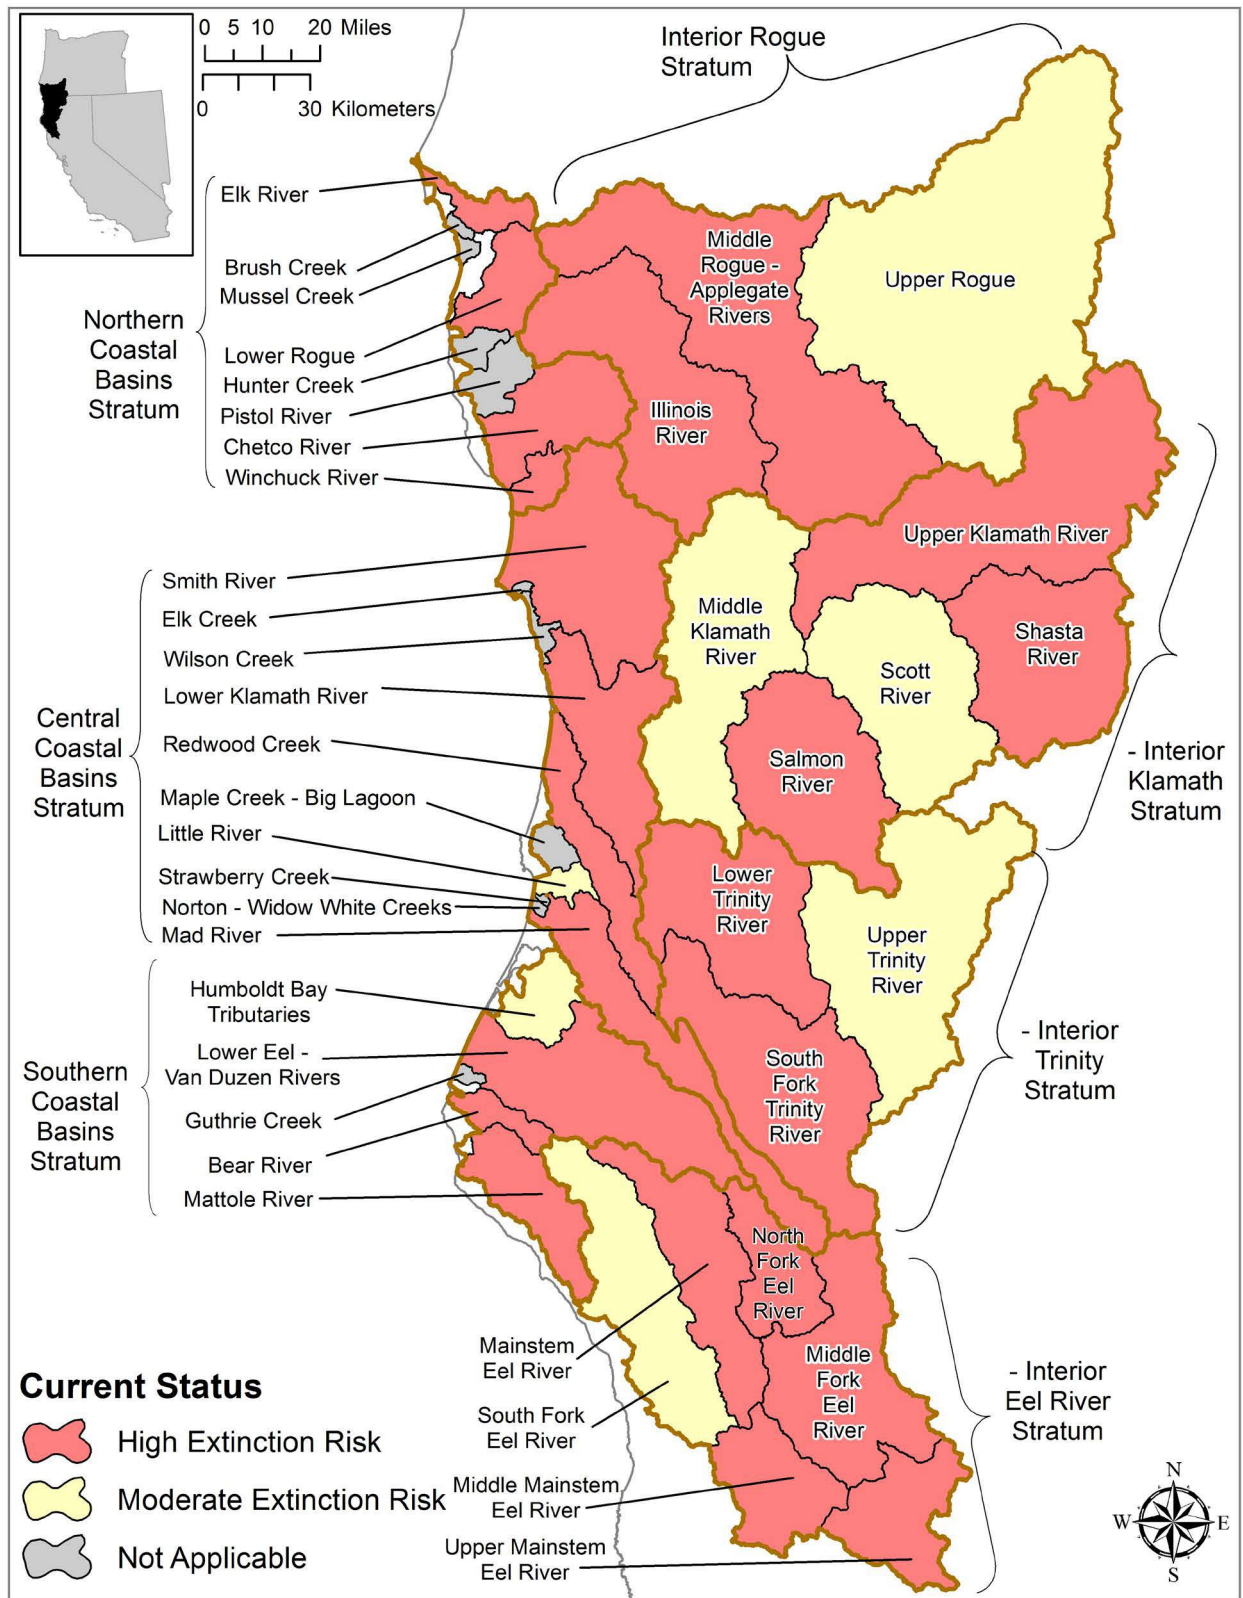 0 5 10 20 Miles
0 30 Kilometers
Interior Rogue
Stratum
Northern
Coastal
Basins
Stratum
Elk River
Brush Creek
Mussel Creek
Lower Rogue
Hunter Creek
Pistol River
Chetco River
Winchuck River
Middle
Rogue -
Applegate
Rivers
Upper Rogue
Illinois
River
Central
Coastal
Basins
Stratum
Smith River
Elk Creek
Wilson Creek
Lower Klamath River
Redwood Creek
Maple Creek - Big Lagoon
Little River
Strawberry Creek
Norton - Widow White Creeks
Mad River
Upper Klamath River
Middle
Klamath
River
Shasta
River
Scott
River
Salmon
River
- Interior
Klamath
Stratum
Lower
Trinity
River
Upper
Trinity
River
South
Fork
Trinity
River
- Interior
Trinity
Stratum
Southern
Coastal
Basins
Stratum
Humboldt Bay
Tributaries
Lower Eel -
Van Duzen Rivers
Guthrie Creek
Bear River
Mattole River
North
Fork
Eel
River
Middle
Fork
Eel
River
Mainstem
Eel River
South Fork
Eel River
Middle Mainstem
Eel River
Upper Mainstem
Eel River
- Interior
Eel River
Stratum
Current Status
High Extinction Risk
Moderate Extinction Risk
Not Applicable
N
W E
S